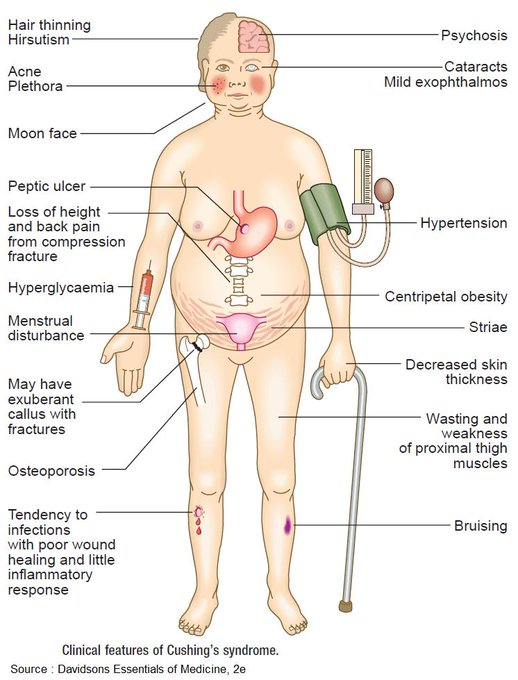 Hair thinning
Hirsutism
Psychosis
Acne
Plethora
Cataracts
Mild exophthalmos
Moon face
Peptic ulcer
Loss of height
and back pain
from compression
fracture
Hypertension
Hyperglycaemia
Centripetal obesity
Menstrual
disturbance
Striae
Decreased skin
thickness
May have
exuberant
callus with
fractures
Wasting and
weakness
of proximal thigh
muscles
Osteoporosis
Tendency to
infections
with poor wound
healing and little
inflammatory
response
Bruising
Clinical features of Cushing's syndrome.
Source : Davidsons Essentials of Medicine, 2e